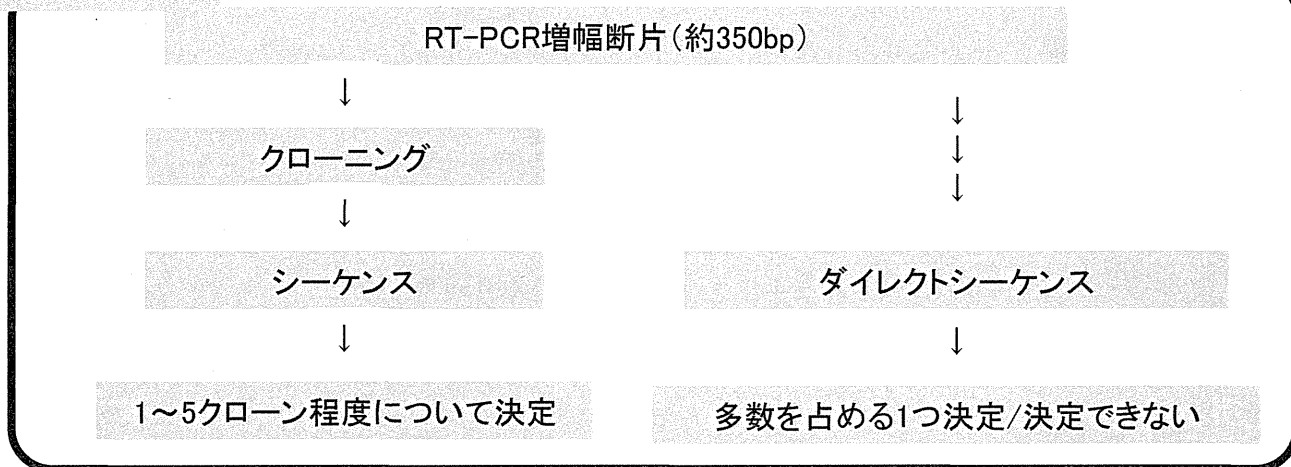 RT-PCR増幅断片(約350bp)
↓
↓
↓
↓
クローニング
↓
シーケンス
ダイレクトシーケンス
↓
↓
1～5クローン程度について決定
多数を占める1つ決定/決定できない